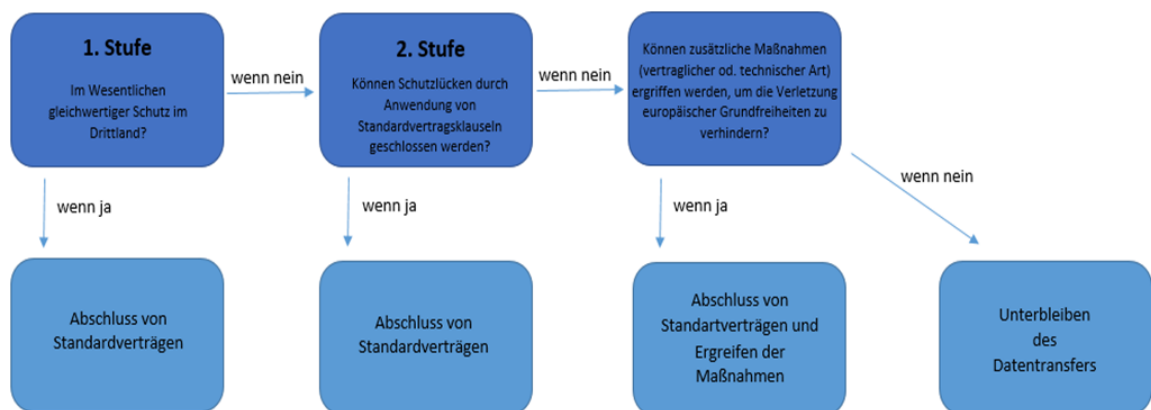 1. Stufe
Im Wesentlichen
gleichwertiger Schutz im
Drittland?
wenn nein
2. Stufe
Können Schutzlücken durch
Anwendung von
Standardvertragsklauseln
geschlossen werden?
wenn nein
Können zusätzliche Maßnahmen
(vertraglicher od. technischer Art)
ergriffen werden, um die Verletzung
europäischer Grundfreiheiten zu
verhindern?
wenn ja
wenn ja
wenn ja
wenn nein
Abschluss von
Standardverträgen
Abschluss von
Standardverträgen
Abschluss von
Standartverträgen und
Ergreifen der
Maßnahmen
Unterbleiben
des
Datentransfers